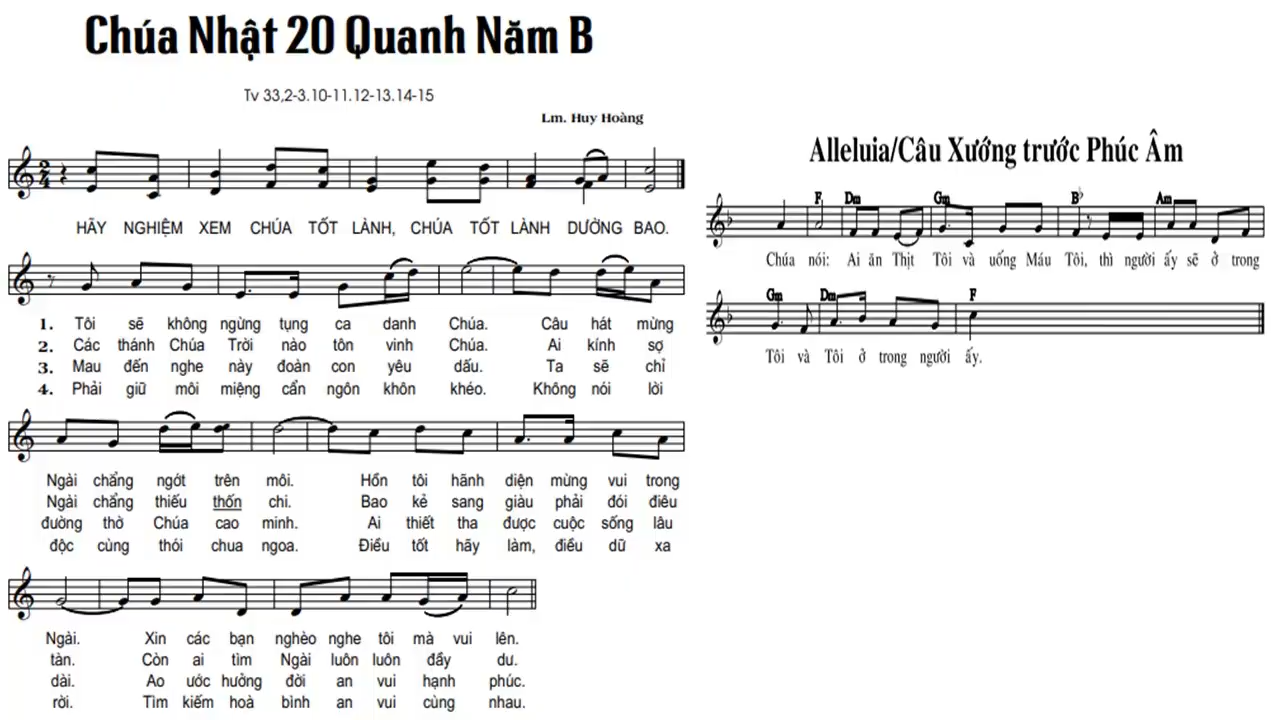 Chúa Nhật 20 Quanh Năm B
Tv 33,2-3.10-11.12-13.14-15
Lm. Huy Hoàng
HÃY NGHIỆM XEM CHÚA TỐT LÀNH, CHÚA TỐT LÀNH DƯỜNG BAO.
1. Tôi sẽ không ngừng tụng ca danh Chúa. Câu hát mừng
2. Các thánh Chúa Trời nào tôn vinh Chúa. Ai kính sợ
3. Mau đến nghe này đoàn con yêu dấu. Ta sẽ chỉ
4. Phải giữ môi miệng cẩn ngôn khôn khéo. Không nói lời
Ngài chẳng ngớt trên môi. Hồn tôi hãnh diện mừng vui trong
Ngài chẳng thiếu thốn chi. Bao kẻ sang giàu phải đói điêu
đường thờ Chúa cao minh. Ai thiết tha được cuộc sống lâu
độc cùng thói chua ngoa. Điều tốt hãy làm, điều dữ xa
Ngài. Xin các bạn nghèo nghe tôi mà vui lên.
tàn. Còn ai tìm Ngài luôn luôn đầy dư.
dài. Ao ước hưởng đời an vui hạnh phúc.
rời. Tìm kiếm hoà bình an vui cùng nhau.
Alleluia/Câu Xướng trước Phúc Âm
F Dm Gm B♭ Am
Chúa nói: Ai ăn Thịt Tôi và uống Máu Tôi, thì người ấy sẽ ở trong
Gm Dm F
Tôi và Tôi ở trong người ấy.